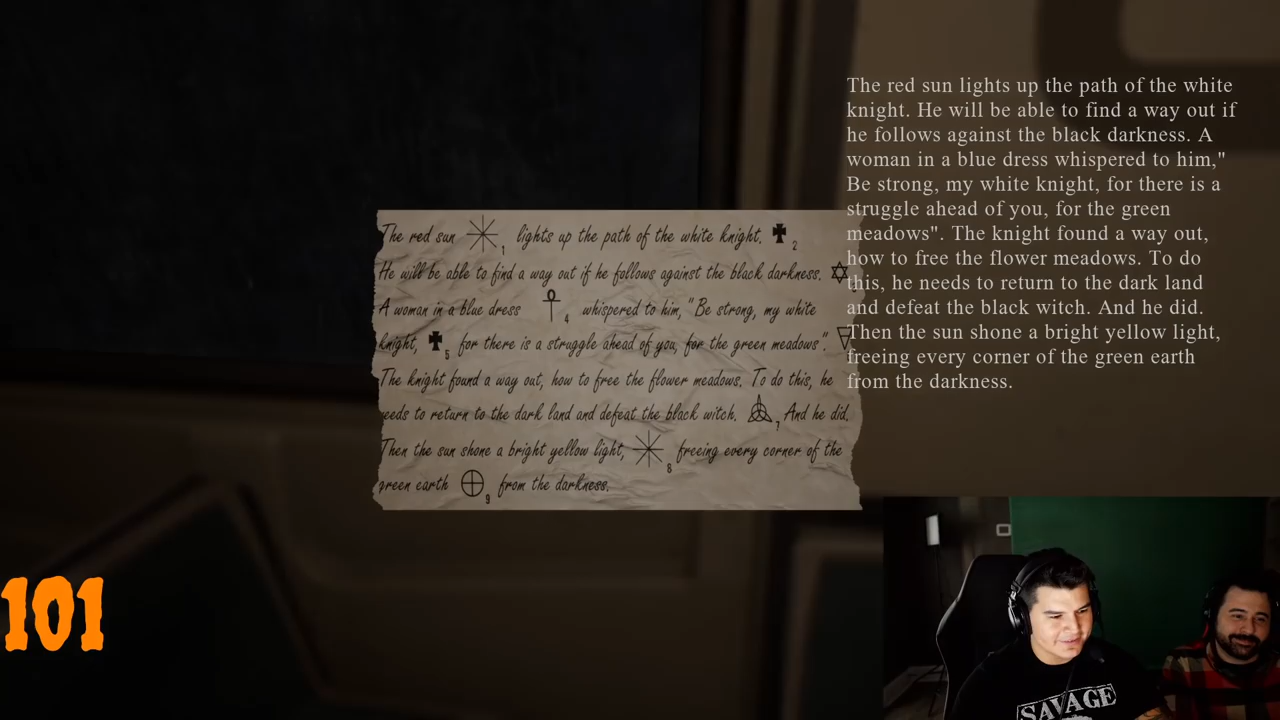 The red sun 1 lights up the path of the white knight. 2
He will be able to find a way out if he follows against the black darkness.
A woman in a blue dress 4 whispered to him, "Be strong, my white
knight, 5 for there is a struggle ahead of you, for the green meadows".
The knight found a way out, how to free the flower meadows. To do this, he
needs to return to the dark land and defeat the black witch. 7 And he did.
Then the sun shone a bright yellow light, 8 freeing every corner of the
green earth 9 from the darkness.
The red sun lights up the path of the white
knight. He will be able to find a way out if
he follows against the black darkness. A
woman in a blue dress whispered to him,"
Be strong, my white knight, for there is a
struggle ahead of you, for the green
meadows". The knight found a way out,
how to free the flower meadows. To do
this, he needs to return to the dark land
and defeat the black witch. And he did.
Then the sun shone a bright yellow light,
freeing every corner of the green earth
from the darkness.
101
SAVAGE